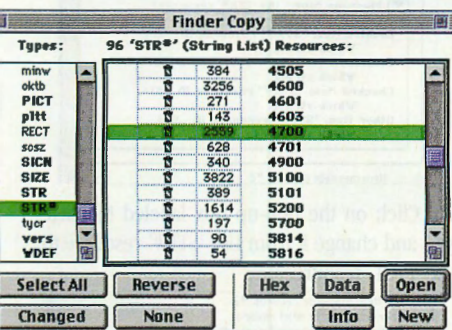 Finder Copy
Types:
96 'STR#' (String List) Resources:
minw
oktb
PICT
pltt
RECT
sosz
SICN
SIZE
STR
STR#
tyor
vers
WDEF
384 4505
3256 4600
271 4601
143 4603
2559 4700
628 4701
340 4900
3822 5100
389 5101
1614 5200
197 5700
90 5814
54 5816
Select All Reverse Hex Data Open
Changed None Info New